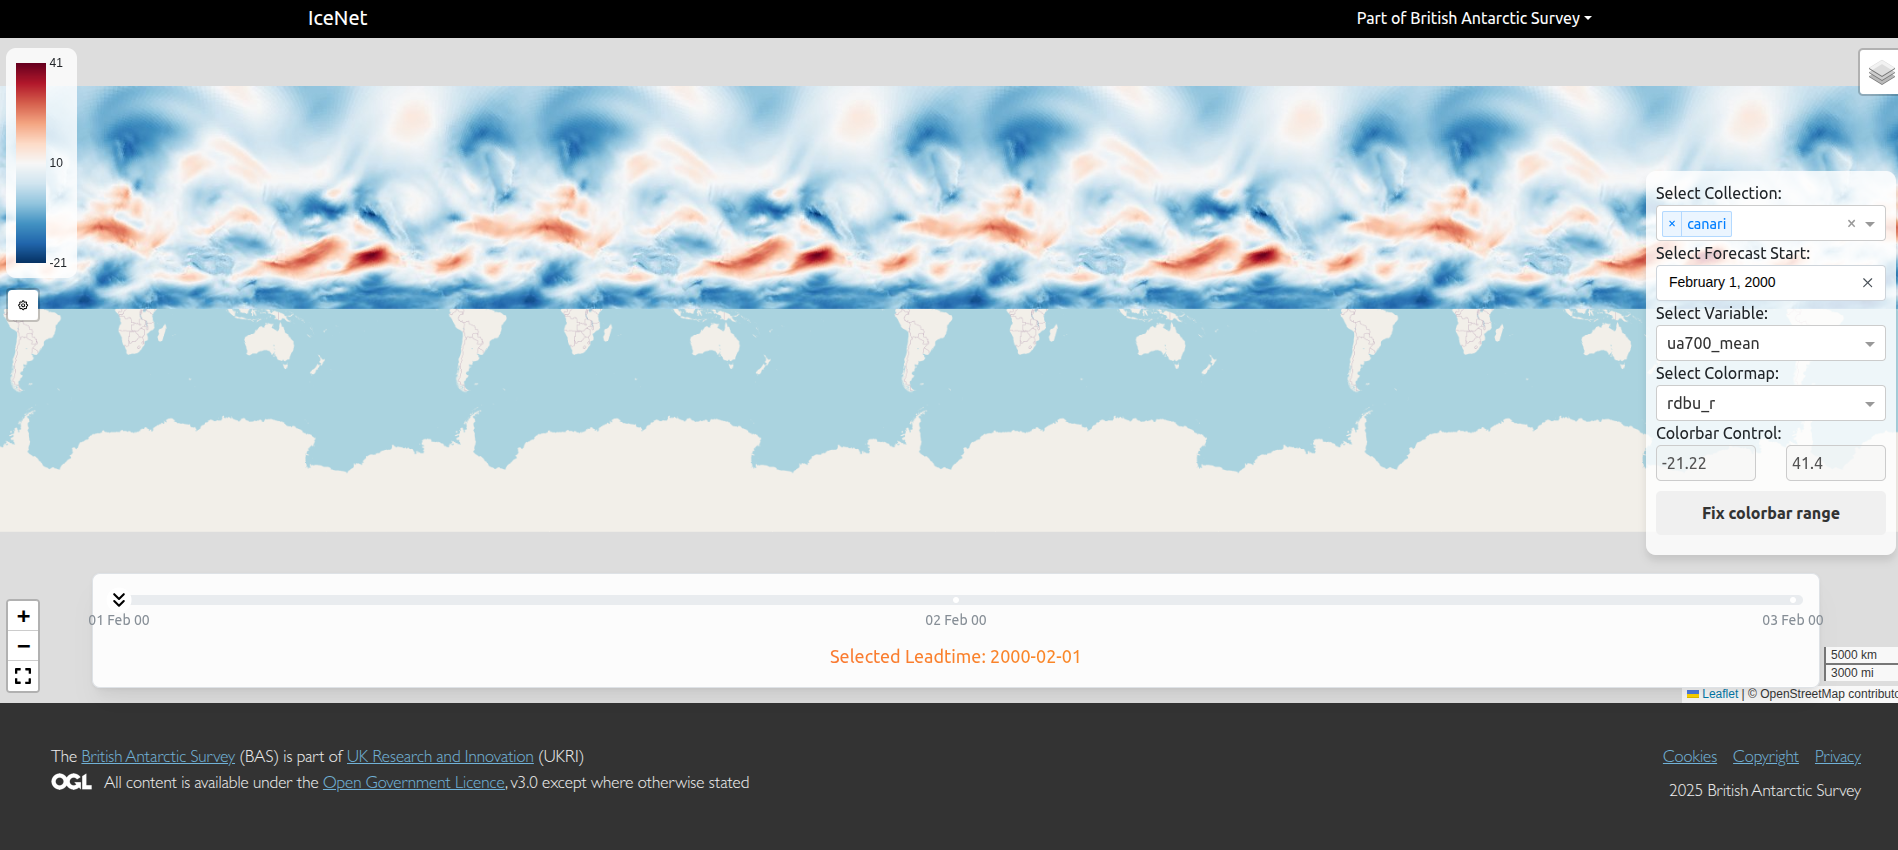 IceNet
Part of British Antarctic Survey
41
10
-21
Select Collection:
× canari ×
Select Forecast Start:
February 1, 2000
Select Variable:
ua700_mean
Select Colormap:
rdbu_r
Colorbar Control:
-21.22 41.4
Fix colorbar range
+
−
01 Feb 00 02 Feb 00 03 Feb 00
Selected Leadtime: 2000-02-01
5000 km
3000 mi
Leaflet | © OpenStreetMap contributo
The British Antarctic Survey (BAS) is part of UK Research and Innovation (UKRI)
OGL All content is available under the Open Government Licence, v3.0 except where otherwise stated
Cookies Copyright Privacy
2025 British Antarctic Survey